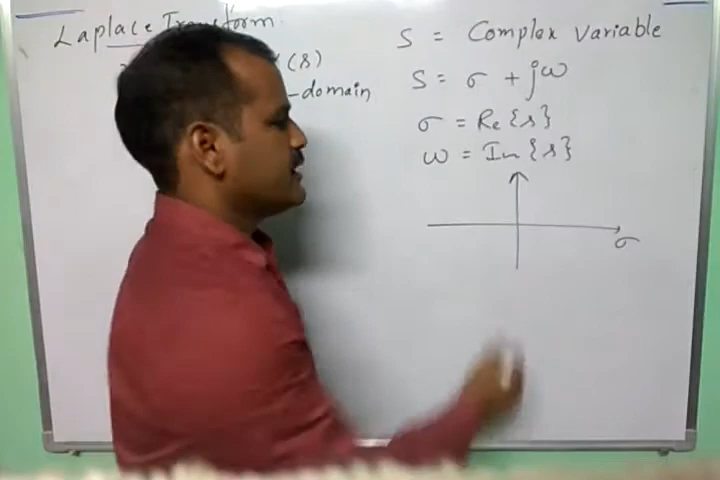 Laplace Transform
(s)
-domain
S = Complex Variable
S = σ + jω
σ = Re{s}
ω = Im{s}
σ